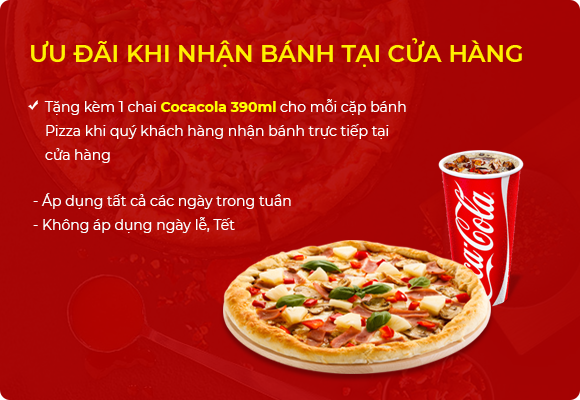 ƯU ĐÃI KHI NHẬN BÁNH TẠI CỬA HÀNG
Tặng kèm 1 chai Cocacola 390ml cho mỗi cặp bánh
Pizza khi quý khách hàng nhận bánh trực tiếp tại
cửa hàng
- Áp dụng tất cả các ngày trong tuần
- Không áp dụng ngày lễ, Tết
Coca-Cola